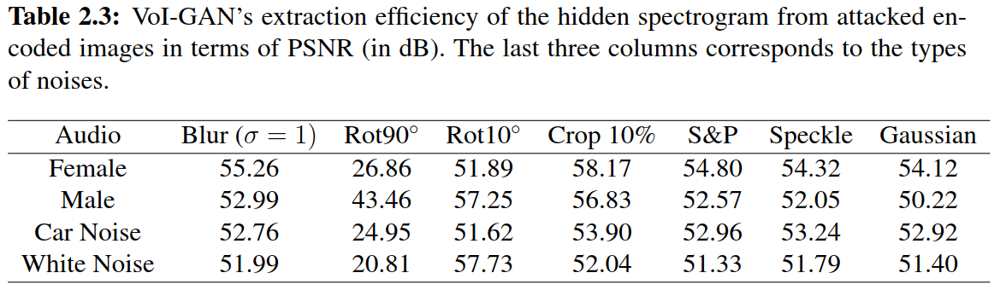 Table 2.3: VoI-GAN's extraction efficiency of the hidden spectrogram from attacked en-
coded images in terms of PSNR (in dB). The last three columns corresponds to the types
of noises.
Audio Blur (σ = 1) Rot90° Rot10° Crop 10% S&P Speckle Gaussian
Female 55.26 26.86 51.89 58.17 54.80 54.32 54.12
Male 52.99 43.46 57.25 56.83 52.57 52.05 50.22
Car Noise 52.76 24.95 51.62 53.90 52.96 53.24 52.92
White Noise 51.99 20.81 57.73 52.04 51.33 51.79 51.40